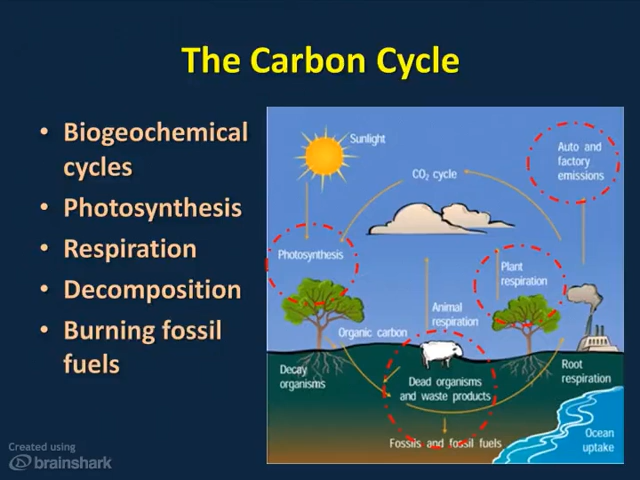 The Carbon Cycle
• Biogeochemical
cycles
• Photosynthesis
• Respiration
• Decomposition
• Burning fossil
fuels
Sunlight
CO₂ cycle
Auto and
factory
emissions
Photosynthesis
Plant
respiration
Animal
respiration
Organic carbon
Decay
organisms
Dead organisms
and waste products
Root
respiration
Fossils and fossil fuels
Ocean
uptake
Created using
brainshark